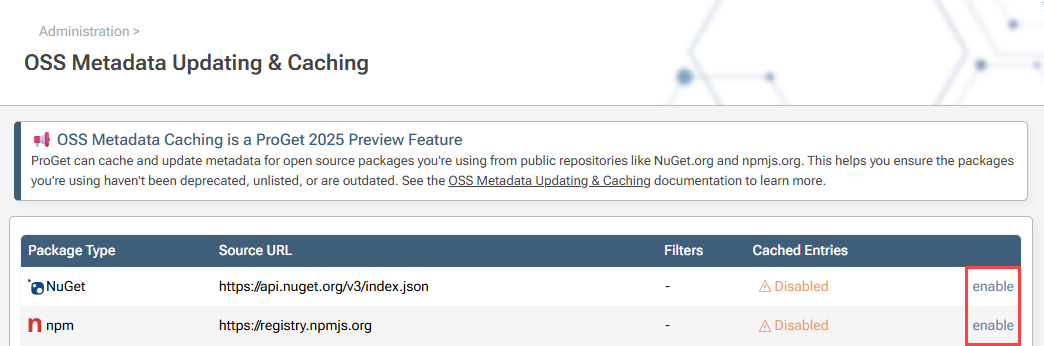 Administration >
OSS Metadata Updating & Caching
OSS Metadata Caching is a ProGet 2025 Preview Feature
ProGet can cache and update metadata for open source packages you're using from public repositories like NuGet.org and npmjs.org. This helps you ensure the packages
you're using haven't been deprecated, unlisted, or are outdated. See the OSS Metadata Updating & Caching documentation to learn more.
Package Type Source URL Filters Cached Entries
NuGet https://api.nuget.org/v3/index.json - Disabled enable
npm https://registry.npmjs.org - Disabled enable